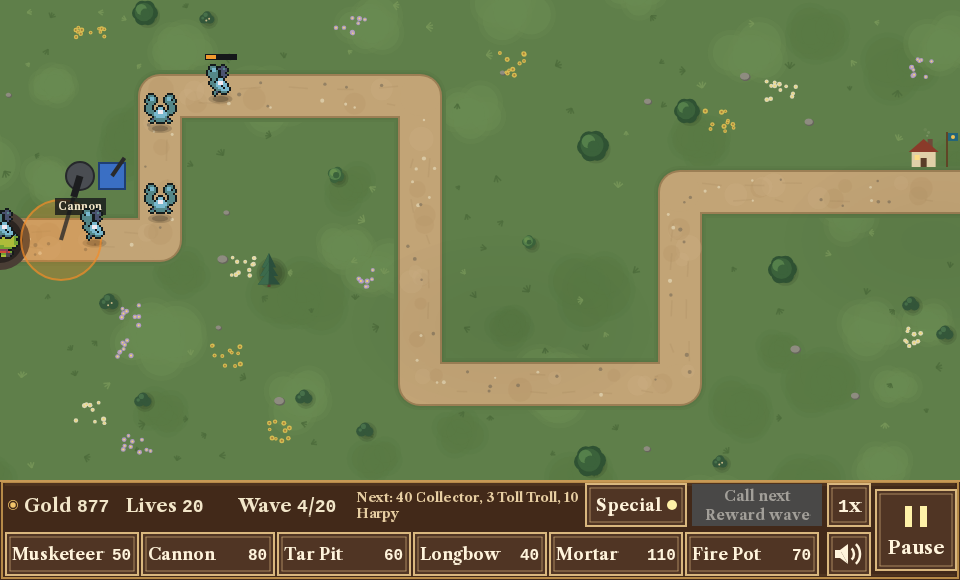 Cannon
Gold 877 Lives 20 Wave 4/20
Next: 40 Collector, 3 Toll Troll, 10
Harpy
Special
Call next
Reward wave
1x
Pause
Musketeer 50
Cannon 80
Tar Pit 60
Longbow 40
Mortar 110
Fire Pot 70